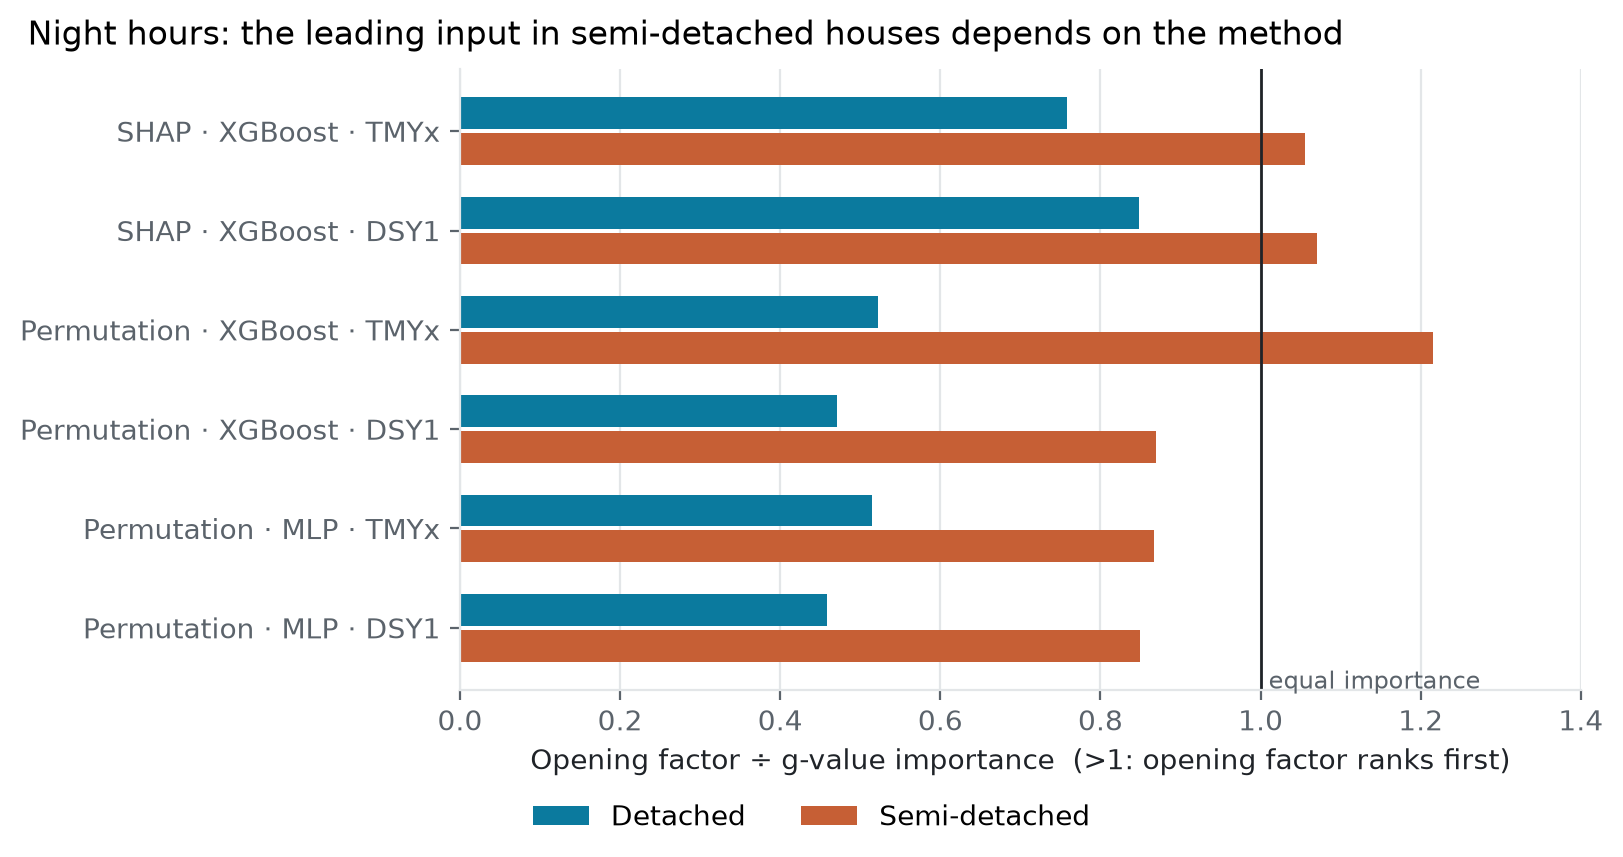 Night hours: the leading input in semi-detached houses depends on the method
SHAP · XGBoost · TMYx
SHAP · XGBoost · DSY1
Permutation · XGBoost · TMYx
Permutation · XGBoost · DSY1
Permutation · MLP · TMYx
Permutation · MLP · DSY1
equal importance
0.0 0.2 0.4 0.6 0.8 1.0 1.2 1.4
Opening factor ÷ g-value importance (>1: opening factor ranks first)
Detached Semi-detached